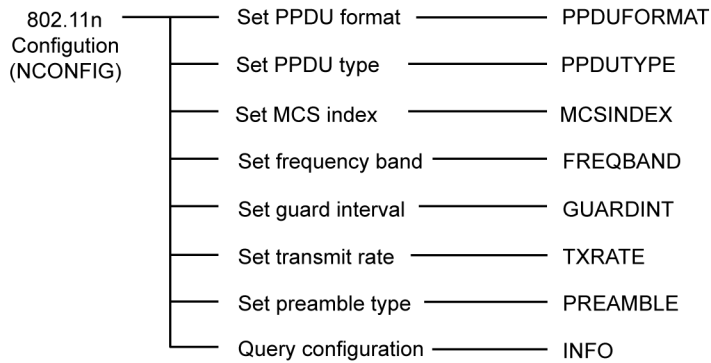 802.11n
Configution
(NCONFIG)
Set PPDU format PPDUFORMAT
Set PPDU type PPDUTYPE
Set MCS index MCSINDEX
Set frequency band FREQBAND
Set guard interval GUARDINT
Set transmit rate TXRATE
Set preamble type PREAMBLE
Query configuration INFO